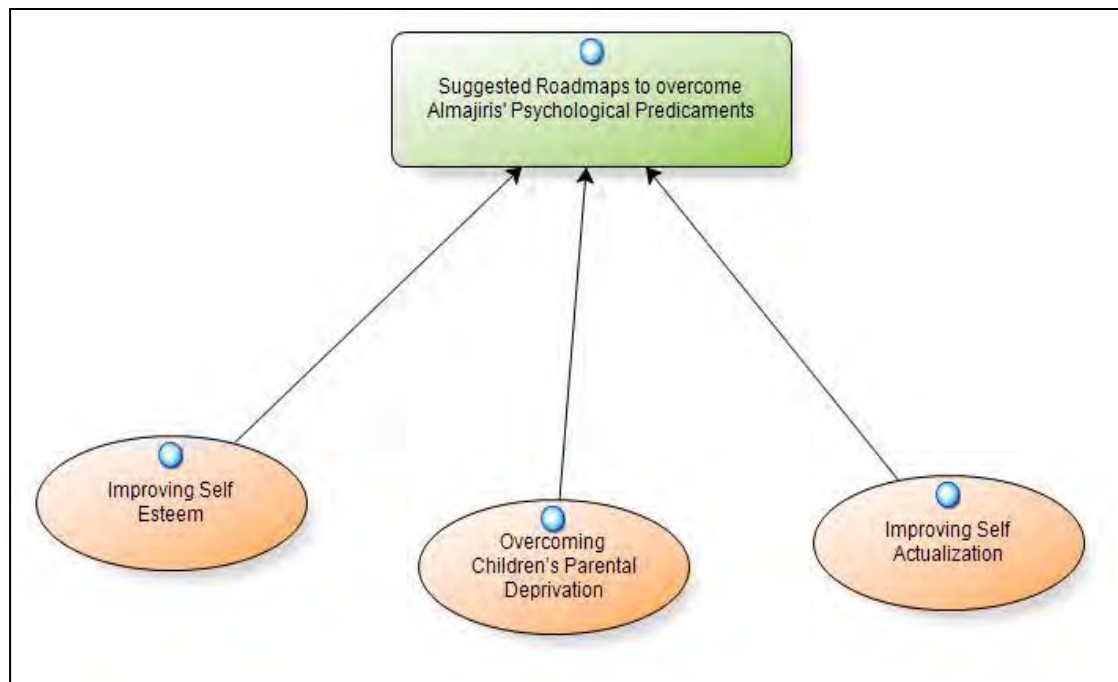 Suggested Roadmaps to overcome
Almajiris' Psychological Predicaments
Improving Self
Esteem
Overcoming
Children's Parental
Deprivation
Improving Self
Actualization